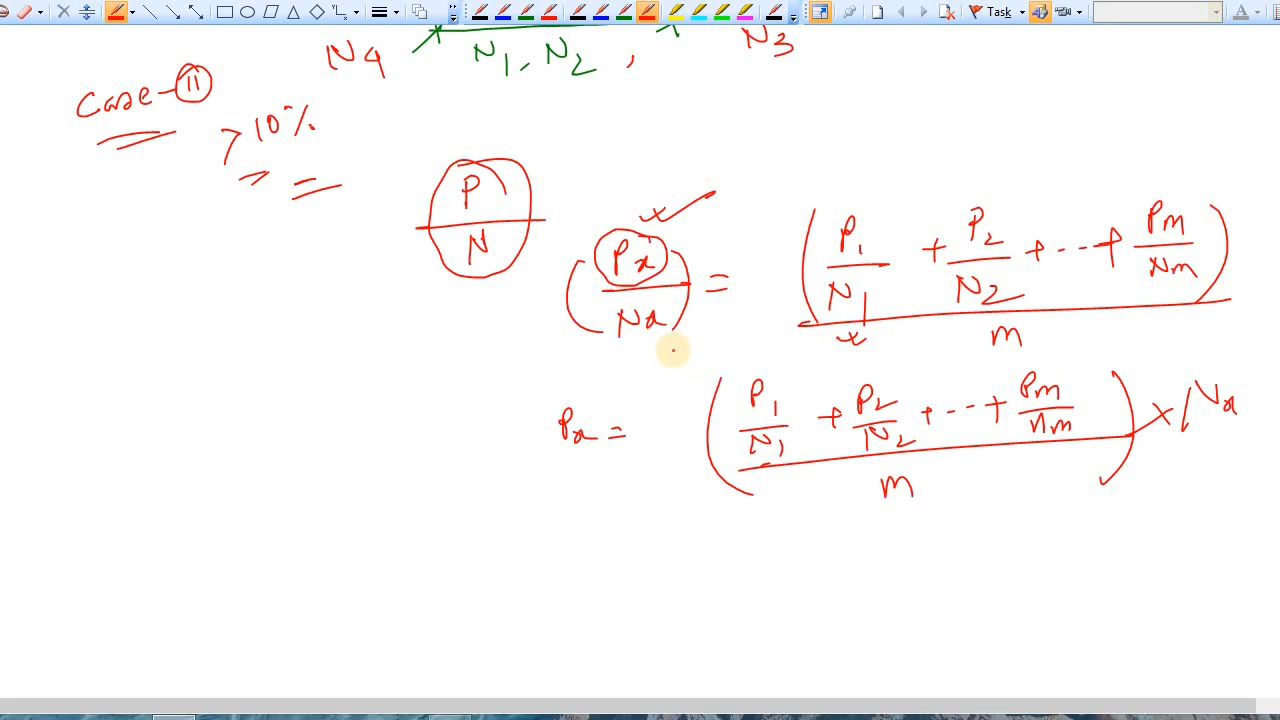 Task
A
N4 N1, N2, N3
Case-II
> 10%
P/N
(Px/Nx) = (P1/N1 + P2/N2 + ---+ Pm/Nm)/m
Px = ((P1/N1 + P2/N2 + ---+ Pm/Nm)/m) × Nx